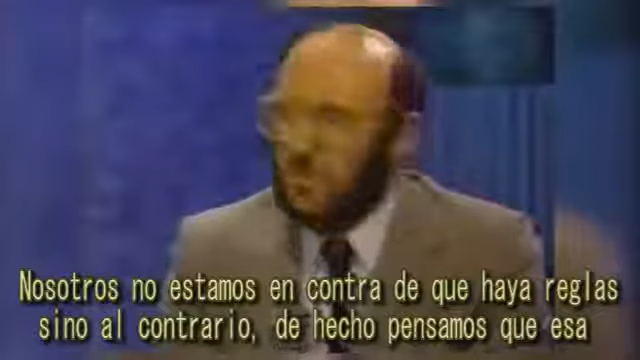 Nosotros no estamos en contra de que haya reglas
sino al contrario, de hecho pensamos que esa